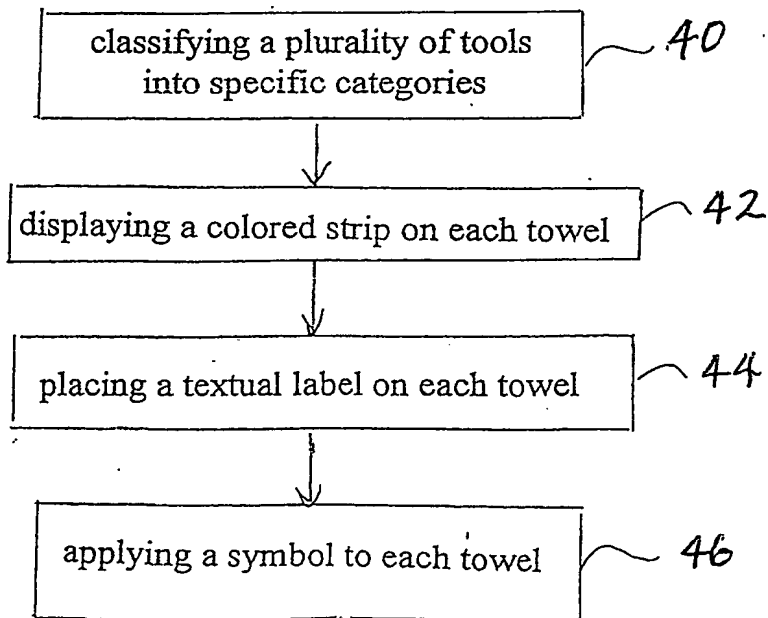 classifying a plurality of tools
into specific categories
40
displaying a colored strip on each towel
42
placing a textual label on each towel
44
applying a symbol to each towel
46